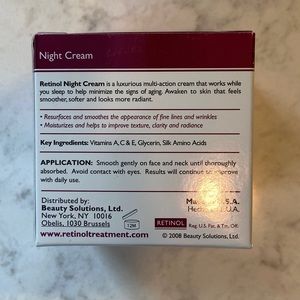 Night Cream
Retinol Night Cream is a luxurious multi-action cream that works while
you sleep to help minimize the signs of aging. Awaken to skin that feels
smoother, softer and looks more radiant.
• Resurfaces and smoothes the appearance of fine lines and wrinkles
• Moisturizes and helps to improve texture, clarity and radiance
Key Ingredients: Vitamins A, C & E, Glycerin, Silk Amino Acids
APPLICATION: Smooth gently on face and neck until thoroughly
absorbed. Avoid contact with eyes. Results will continue to improve
with daily use.
Distributed by:
Beauty Solutions, Ltd.
New York, NY 10016
Obelis, 1030 Brussels
www.retinoltreatment.com
12M
RETINOL
Reg. U.S. Pat. & Tm. Off.
© 2008 Beauty Solutions, Ltd.